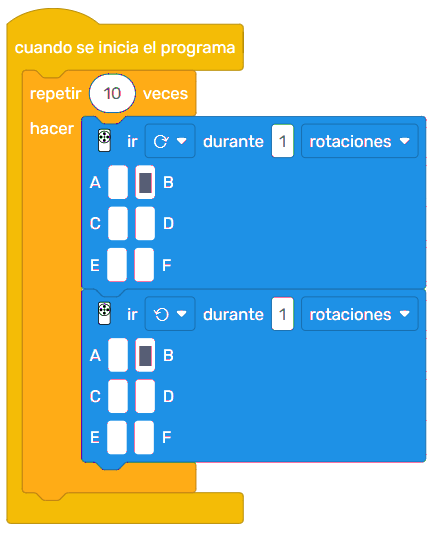 cuando se inicia el programa
repetir 10 veces
hacer
ir durante 1 rotaciones
A B
C D
E F
ir durante 1 rotaciones
A B
C D
E F